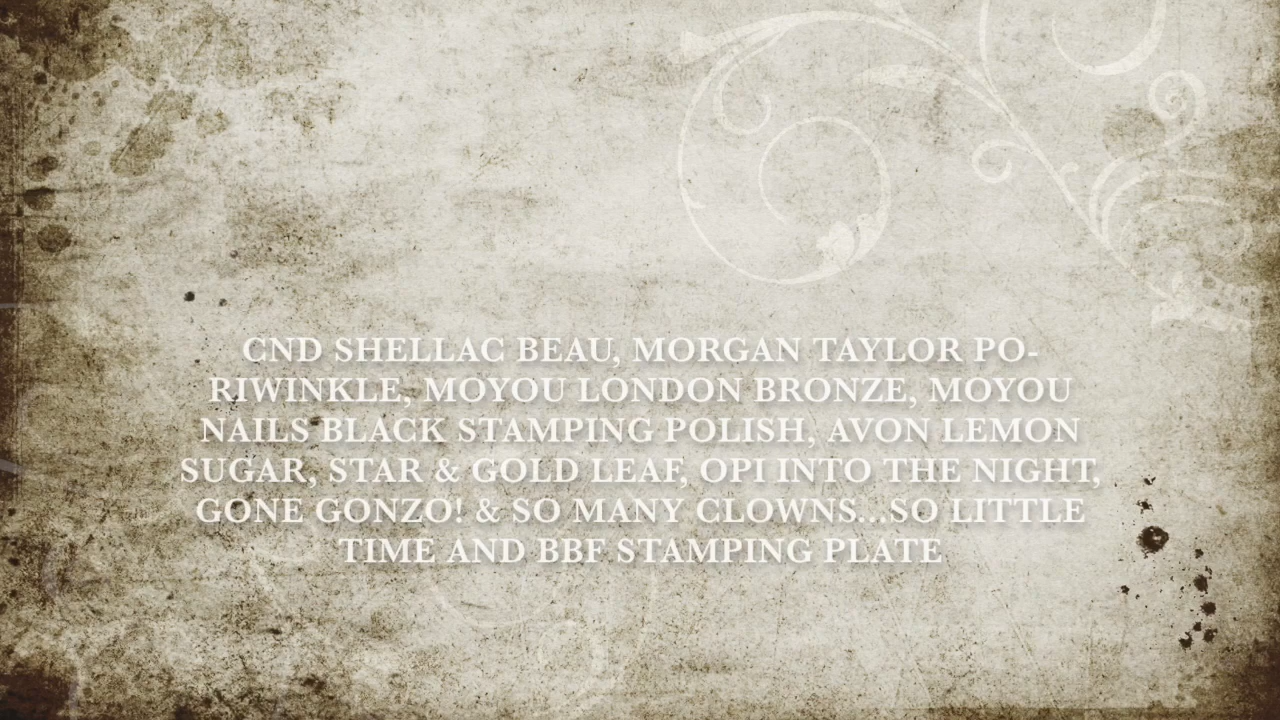 CND SHELLAC BEAU, MORGAN TAYLOR PO-
RIWINKLE, MOYOU LONDON BRONZE, MOYOU
NAILS BLACK STAMPING POLISH, AVON LEMON
SUGAR, STAR & GOLD LEAF, OPI INTO THE NIGHT,
GONE GONZO! & SO MANY CLOWNS...SO LITTLE
TIME AND BBF STAMPING PLATE